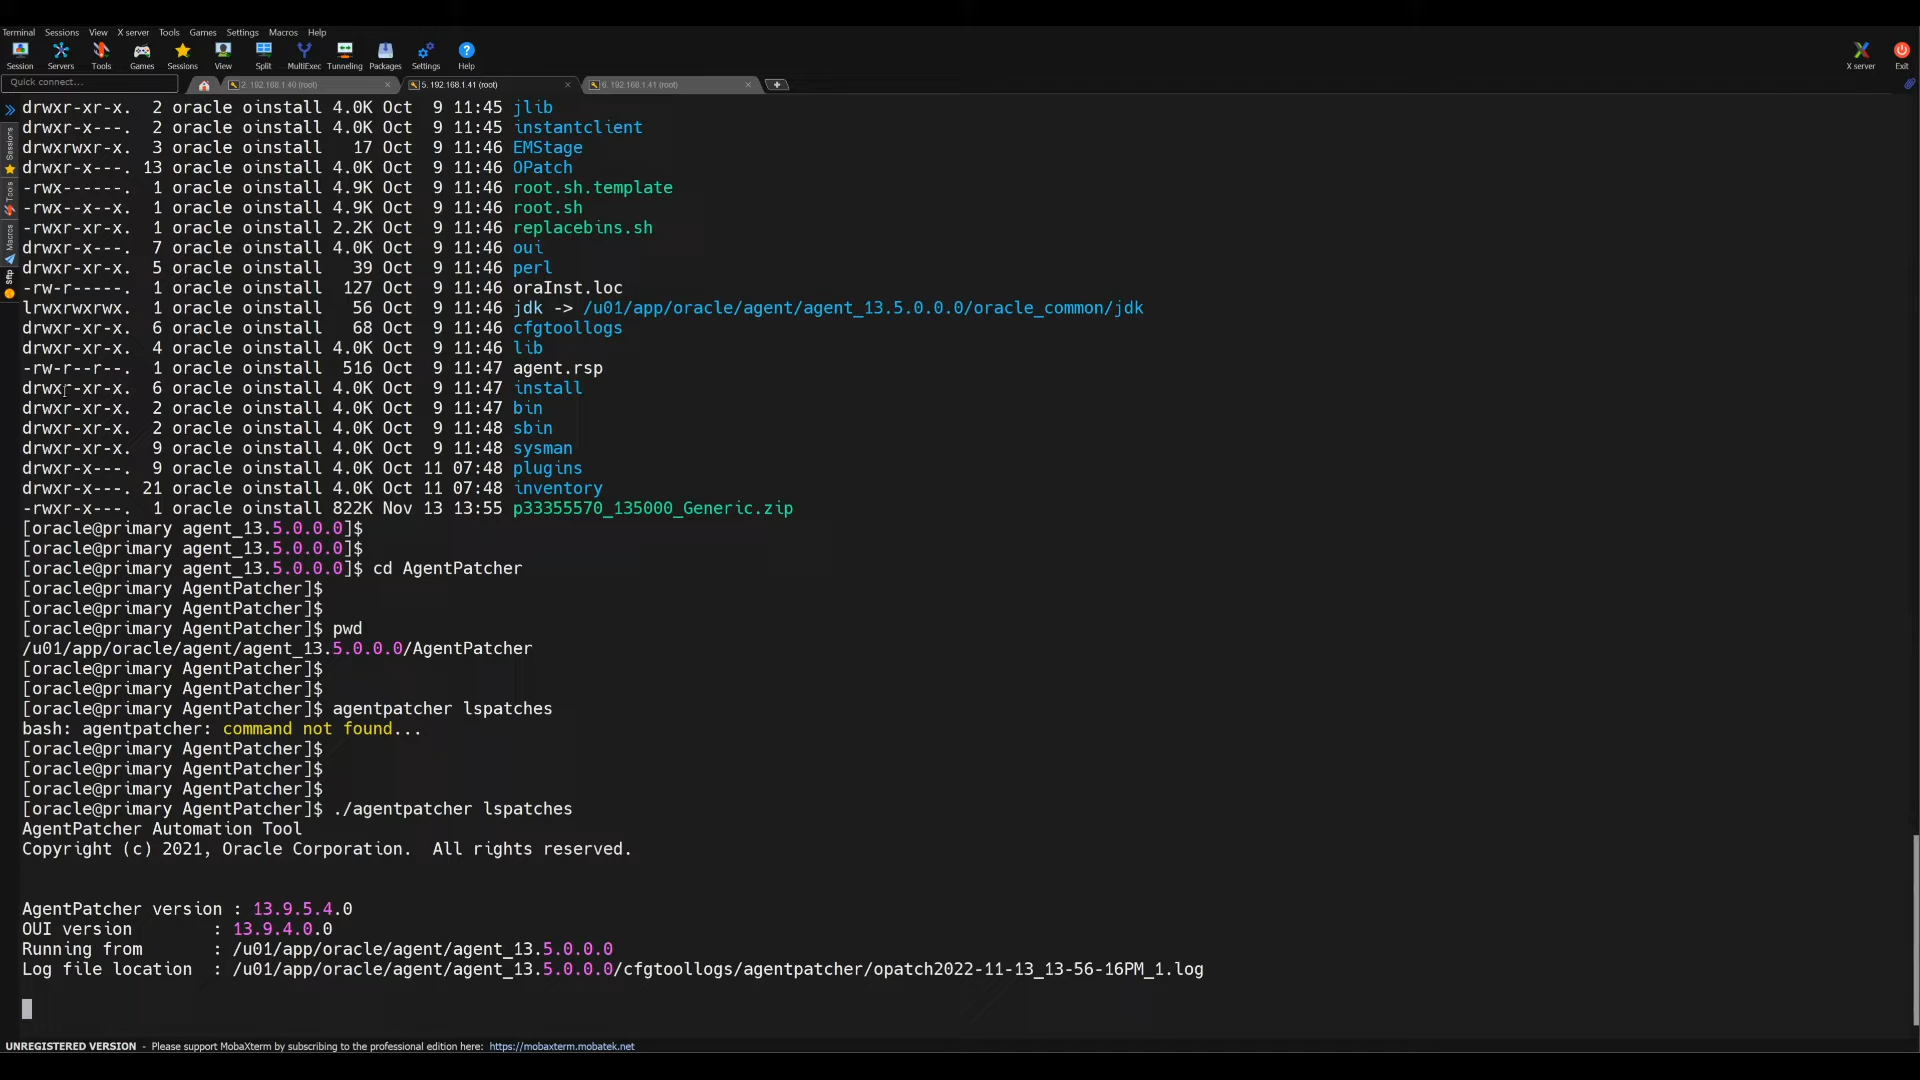 Terminal Sessions View X server Tools Games Settings Macros Help
Session Servers Tools Games Sessions View Split MultiExec Tunneling Packages Settings Help X server Exit
Quick connect... 2. 192.168.1.40 (root) 5. 192.168.1.41 (root) 6. 192.168.1.41 (root)
Sessions
Tools
Macros
Sftp
drwxr-xr-x. 2 oracle oinstall 4.0K Oct 9 11:45 jlib
drwxr-x---. 2 oracle oinstall 4.0K Oct 9 11:45 instantclient
drwxrwxr-x. 3 oracle oinstall 17 Oct 9 11:46 EMStage
drwxr-x---. 13 oracle oinstall 4.0K Oct 9 11:46 OPatch
-rwx------. 1 oracle oinstall 4.9K Oct 9 11:46 root.sh.template
-rwx--x--x. 1 oracle oinstall 4.9K Oct 9 11:46 root.sh
-rwxr-xr-x. 1 oracle oinstall 2.2K Oct 9 11:46 replacebins.sh
drwxr-x---. 7 oracle oinstall 4.0K Oct 9 11:46 oui
drwxr-xr-x. 5 oracle oinstall 39 Oct 9 11:46 perl
-rw-r-----. 1 oracle oinstall 127 Oct 9 11:46 oraInst.loc
lrwxrwxrwx. 1 oracle oinstall 56 Oct 9 11:46 jdk -> /u01/app/oracle/agent/agent_13.5.0.0.0/oracle_common/jdk
drwxr-xr-x. 6 oracle oinstall 68 Oct 9 11:46 cfgtoollogs
drwxr-xr-x. 4 oracle oinstall 4.0K Oct 9 11:46 lib
-rw-r--r--. 1 oracle oinstall 516 Oct 9 11:47 agent.rsp
drwxr-xr-x. 6 oracle oinstall 4.0K Oct 9 11:47 install
drwxr-xr-x. 2 oracle oinstall 4.0K Oct 9 11:47 bin
drwxr-xr-x. 2 oracle oinstall 4.0K Oct 9 11:48 sbin
drwxr-xr-x. 9 oracle oinstall 4.0K Oct 9 11:48 sysman
drwxr-x---. 9 oracle oinstall 4.0K Oct 11 07:48 plugins
drwxr-x---. 21 oracle oinstall 4.0K Oct 11 07:48 inventory
-rwxr-x---. 1 oracle oinstall 822K Nov 13 13:55 p33355570_135000_Generic.zip
[oracle@primary agent_13.5.0.0.0]$
[oracle@primary agent_13.5.0.0.0]$
[oracle@primary agent_13.5.0.0.0]$ cd AgentPatcher
[oracle@primary AgentPatcher]$
[oracle@primary AgentPatcher]$
[oracle@primary AgentPatcher]$ pwd
/u01/app/oracle/agent/agent_13.5.0.0.0/AgentPatcher
[oracle@primary AgentPatcher]$
[oracle@primary AgentPatcher]$
[oracle@primary AgentPatcher]$ agentpatcher lspatches
bash: agentpatcher: command not found...
[oracle@primary AgentPatcher]$
[oracle@primary AgentPatcher]$
[oracle@primary AgentPatcher]$
[oracle@primary AgentPatcher]$ ./agentpatcher lspatches
AgentPatcher Automation Tool
Copyright (c) 2021, Oracle Corporation. All rights reserved.
AgentPatcher version : 13.9.5.4.0
OUI version : 13.9.4.0.0
Running from : /u01/app/oracle/agent/agent_13.5.0.0.0
Log file location : /u01/app/oracle/agent/agent_13.5.0.0.0/cfgtoollogs/agentpatcher/opatch2022-11-13_13-56-16PM_1.log
UNREGISTERED VERSION - Please support MobaXterm by subscribing to the professional edition here: https://mobaxterm.mobatek.net